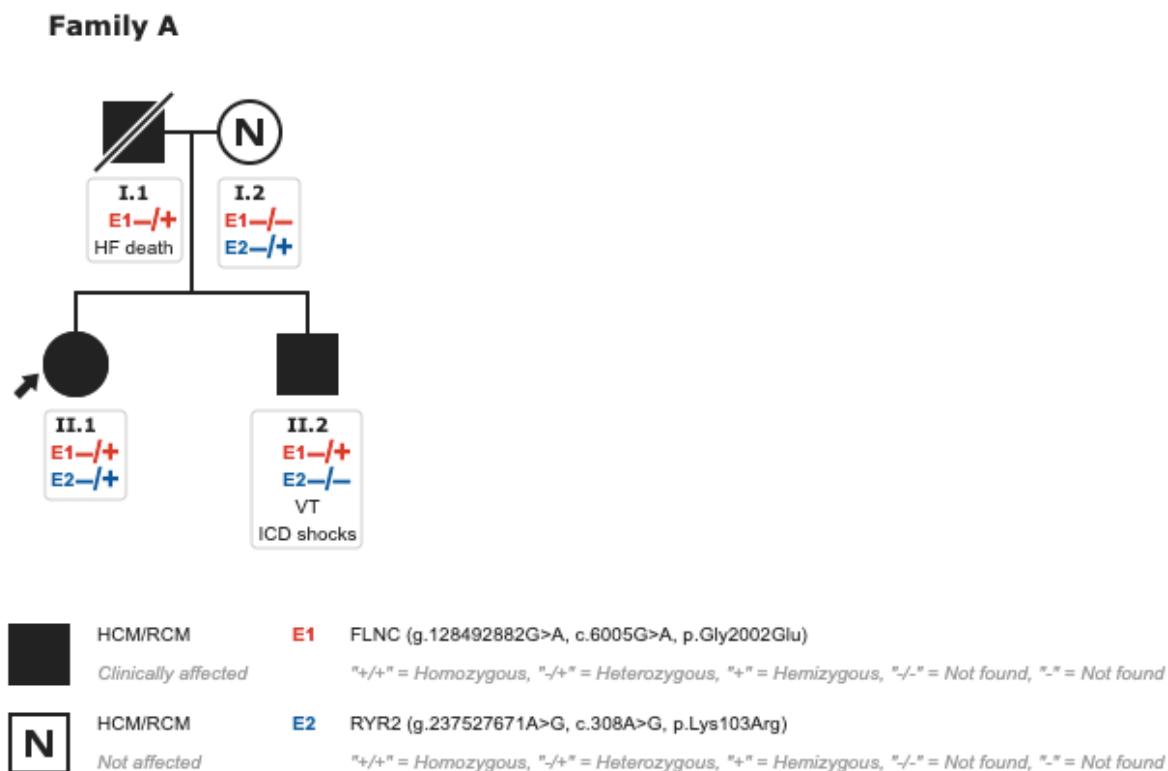 Family A
N
I.1
E1–/+
HF death
I.2
E1–/–
E2–/+
II.1
E1–/+
E2–/+
II.2
E1–/+
E2–/–
VT
ICD shocks
HCM/RCM E1 FLNC (g.128492882G>A, c.6005G>A, p.Gly2002Glu)
Clinically affected "+/+" = Homozygous, "-/+" = Heterozygous, "+" = Hemizygous, "-/-" = Not found, "-" = Not found
N HCM/RCM E2 RYR2 (g.237527671A>G, c.308A>G, p.Lys103Arg)
Not affected "+/+" = Homozygous, "-/+" = Heterozygous, "+" = Hemizygous, "-/-" = Not found, "-" = Not found